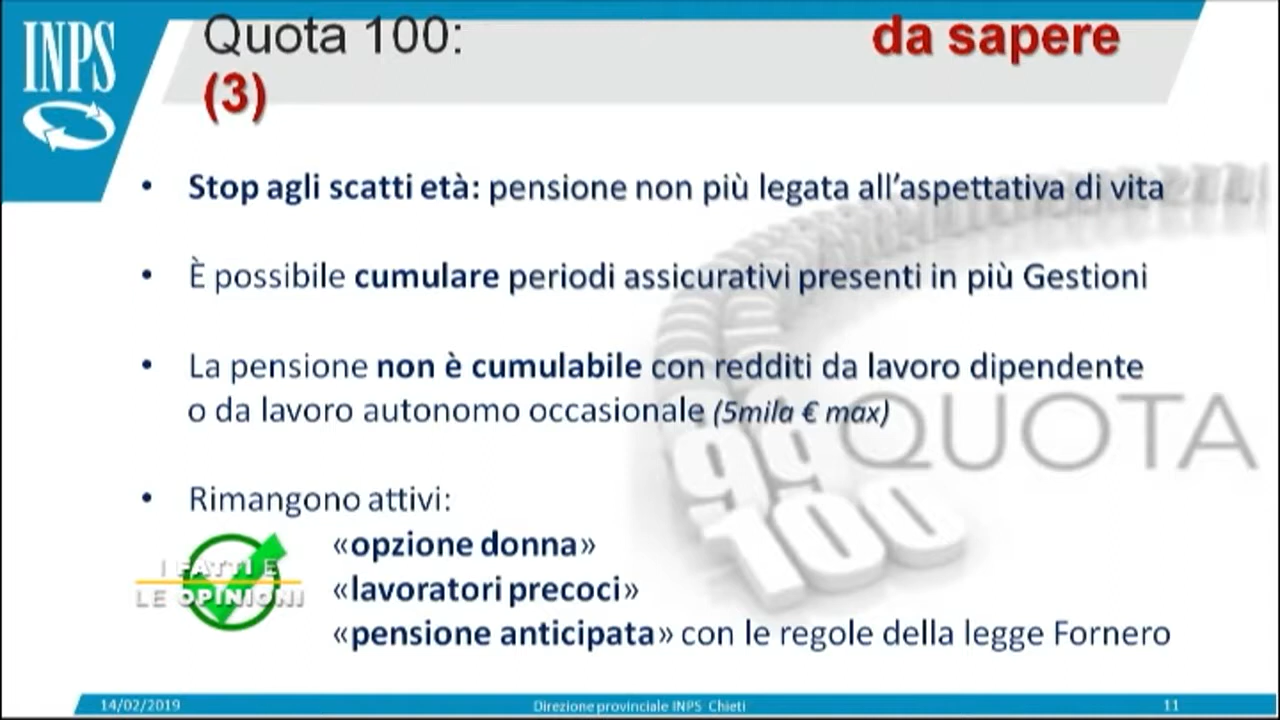 INPS
Quota 100: da sapere
(3)
• Stop agli scatti età: pensione non più legata all'aspettativa di vita
• È possibile cumulare periodi assicurativi presenti in più Gestioni
• La pensione non è cumulabile con redditi da lavoro dipendente
o da lavoro autonomo occasionale (5mila € max)
99 QUOTA
100
• Rimangono attivi:
«opzione donna»
«lavoratori precoci»
«pensione anticipata» con le regole della legge Fornero
I FATTI E
LE OPINIONI
14/02/2019 Direzione provinciale INPS Chieti 11